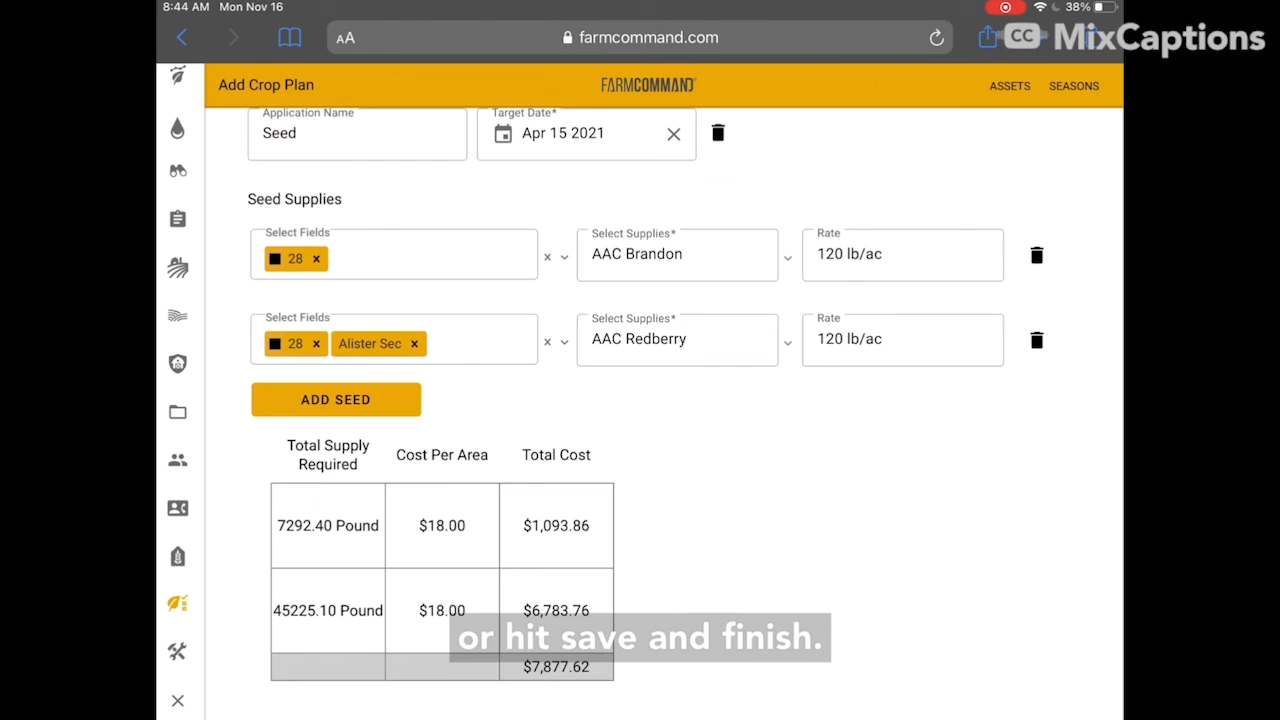 8:44 AM Mon Nov 16
38%
AA
farmcommand.com
CC MixCaptions
Add Crop Plan
FARMCOMMAND
ASSETS SEASONS
Application Name
Seed
Target Date*
Apr 15 2021
Seed Supplies
Select Fields
28 ×
Select Supplies*
AAC Brandon
Rate
120 lb/ac
Select Fields
28 × Alister Sec ×
Select Supplies*
AAC Redberry
Rate
120 lb/ac
ADD SEED
Total Supply
Required
Cost Per Area
Total Cost
7292.40 Pound $18.00 $1,093.86
45225.10 Pound $18.00 $6,783.76
or hit save and finish.
$7,877.62